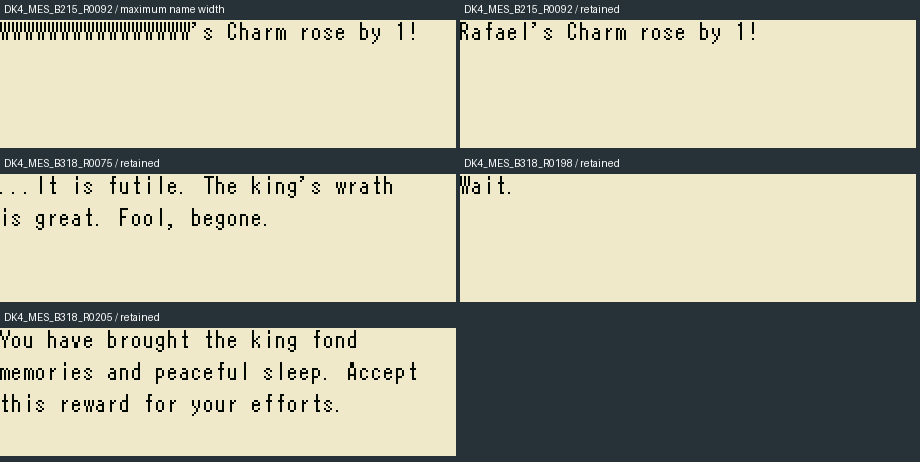 DK4_MES_B215_R0092 / maximum name width
WWWWWWWWWWWWWWWW's Charm rose by 1!
DK4_MES_B215_R0092 / retained
Rafael's Charm rose by 1!
DK4_MES_B318_R0075 / retained
...It is futile. The king's wrath
is great. Fool, begone.
DK4_MES_B318_R0198 / retained
Wait.
DK4_MES_B318_R0205 / retained
You have brought the king fond
memories and peaceful sleep. Accept
this reward for your efforts.